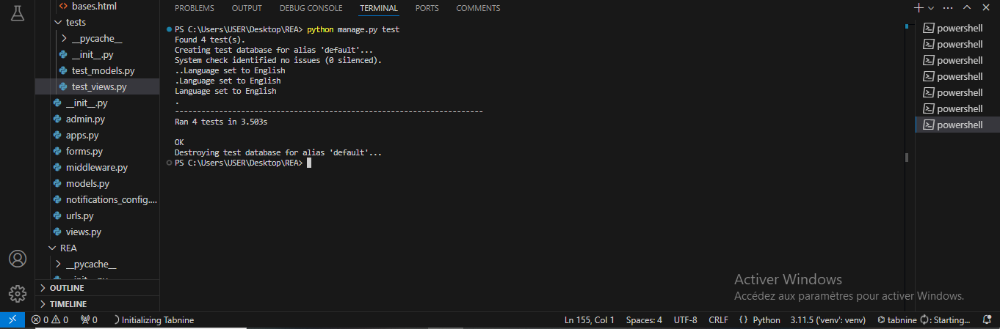 bases.html
tests
__pycache__
__init__.py
test_models.py
test_views.py
__init__.py
admin.py
apps.py
forms.py
middleware.py
models.py
notifications_config....
urls.py
views.py
REA
__pycache__
__init__.py
OUTLINE
TIMELINE
PROBLEMS OUTPUT DEBUG CONSOLE TERMINAL PORTS COMMENTS
PS C:\Users\USER\Desktop\REA> python manage.py test
Found 4 test(s).
Creating test database for alias 'default'...
System check identified no issues (0 silenced).
..Language set to English
.Language set to English
Language set to English
.
----------------------------------------------------------------------
Ran 4 tests in 3.503s
OK
Destroying test database for alias 'default'...
PS C:\Users\USER\Desktop\REA>
powershell
powershell
powershell
powershell
powershell
powershell
powershell
Activer Windows
Accédez aux paramètres pour activer Windows.
0 0 0 Initializing Tabnine Ln 155, Col 1 Spaces: 4 UTF-8 CRLF {} Python 3.11.5 ('venv': venv) tabnine : Starting...